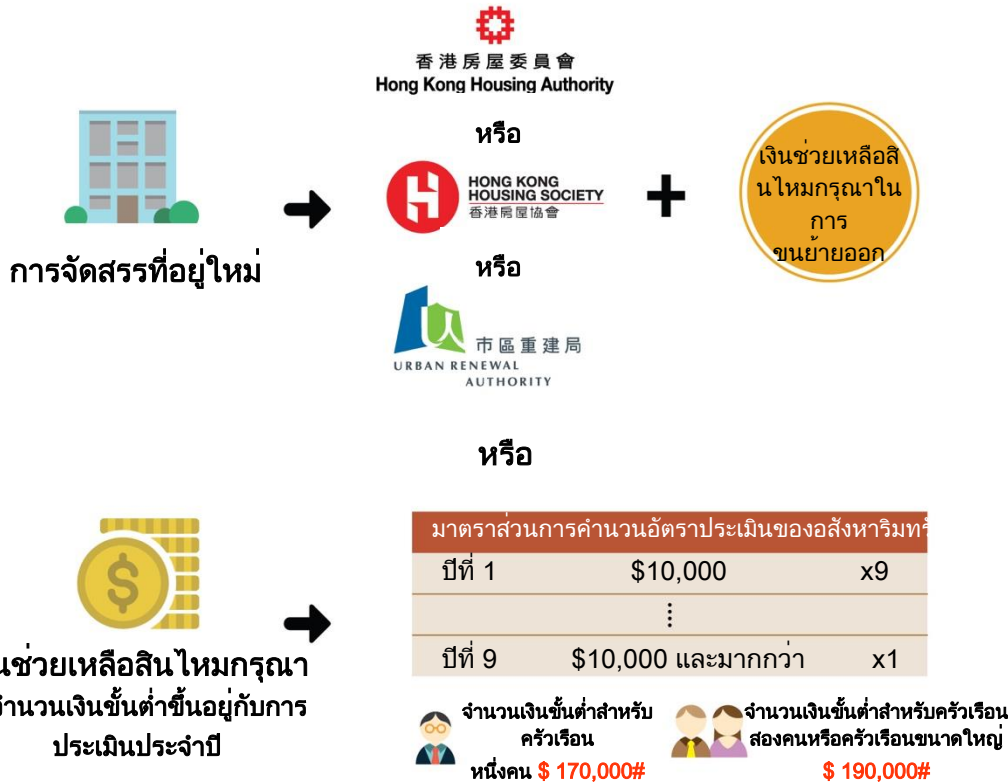 香港房屋委員會
Hong Kong Housing Authority
หรือ
HONG KONG
HOUSING SOCIETY
香港房屋協會
+
เงินช่วยเหลือสิ
นไหมกรุณาใน
การ
ขนย้ายออก
การจัดสรรที่อยู่ใหม่
หรือ
市區重建局
URBAN RENEWAL
AUTHORITY
หรือ
$
นช่วยเหลือสินไหมกรุณา
จำนวนเงินขั้นต่ำขึ้นอยู่กับการ
ประเมินประจำปี
มาตราส่วนการคำนวนอัตราประเมินของอสังหาริมทรั
ปีที่ 1 $10,000 x9
⋮
ปีที่ 9 $10,000 และมากกว่า x1
จำนวนเงินขั้นต่ำสำหรับ
ครัวเรือน
หนึ่งคน $ 170,000#
จำนวนเงินขั้นต่ำสำหรับครัวเรือน
สองคนหรือครัวเรือนขนาดใหญ่
$ 190,000#